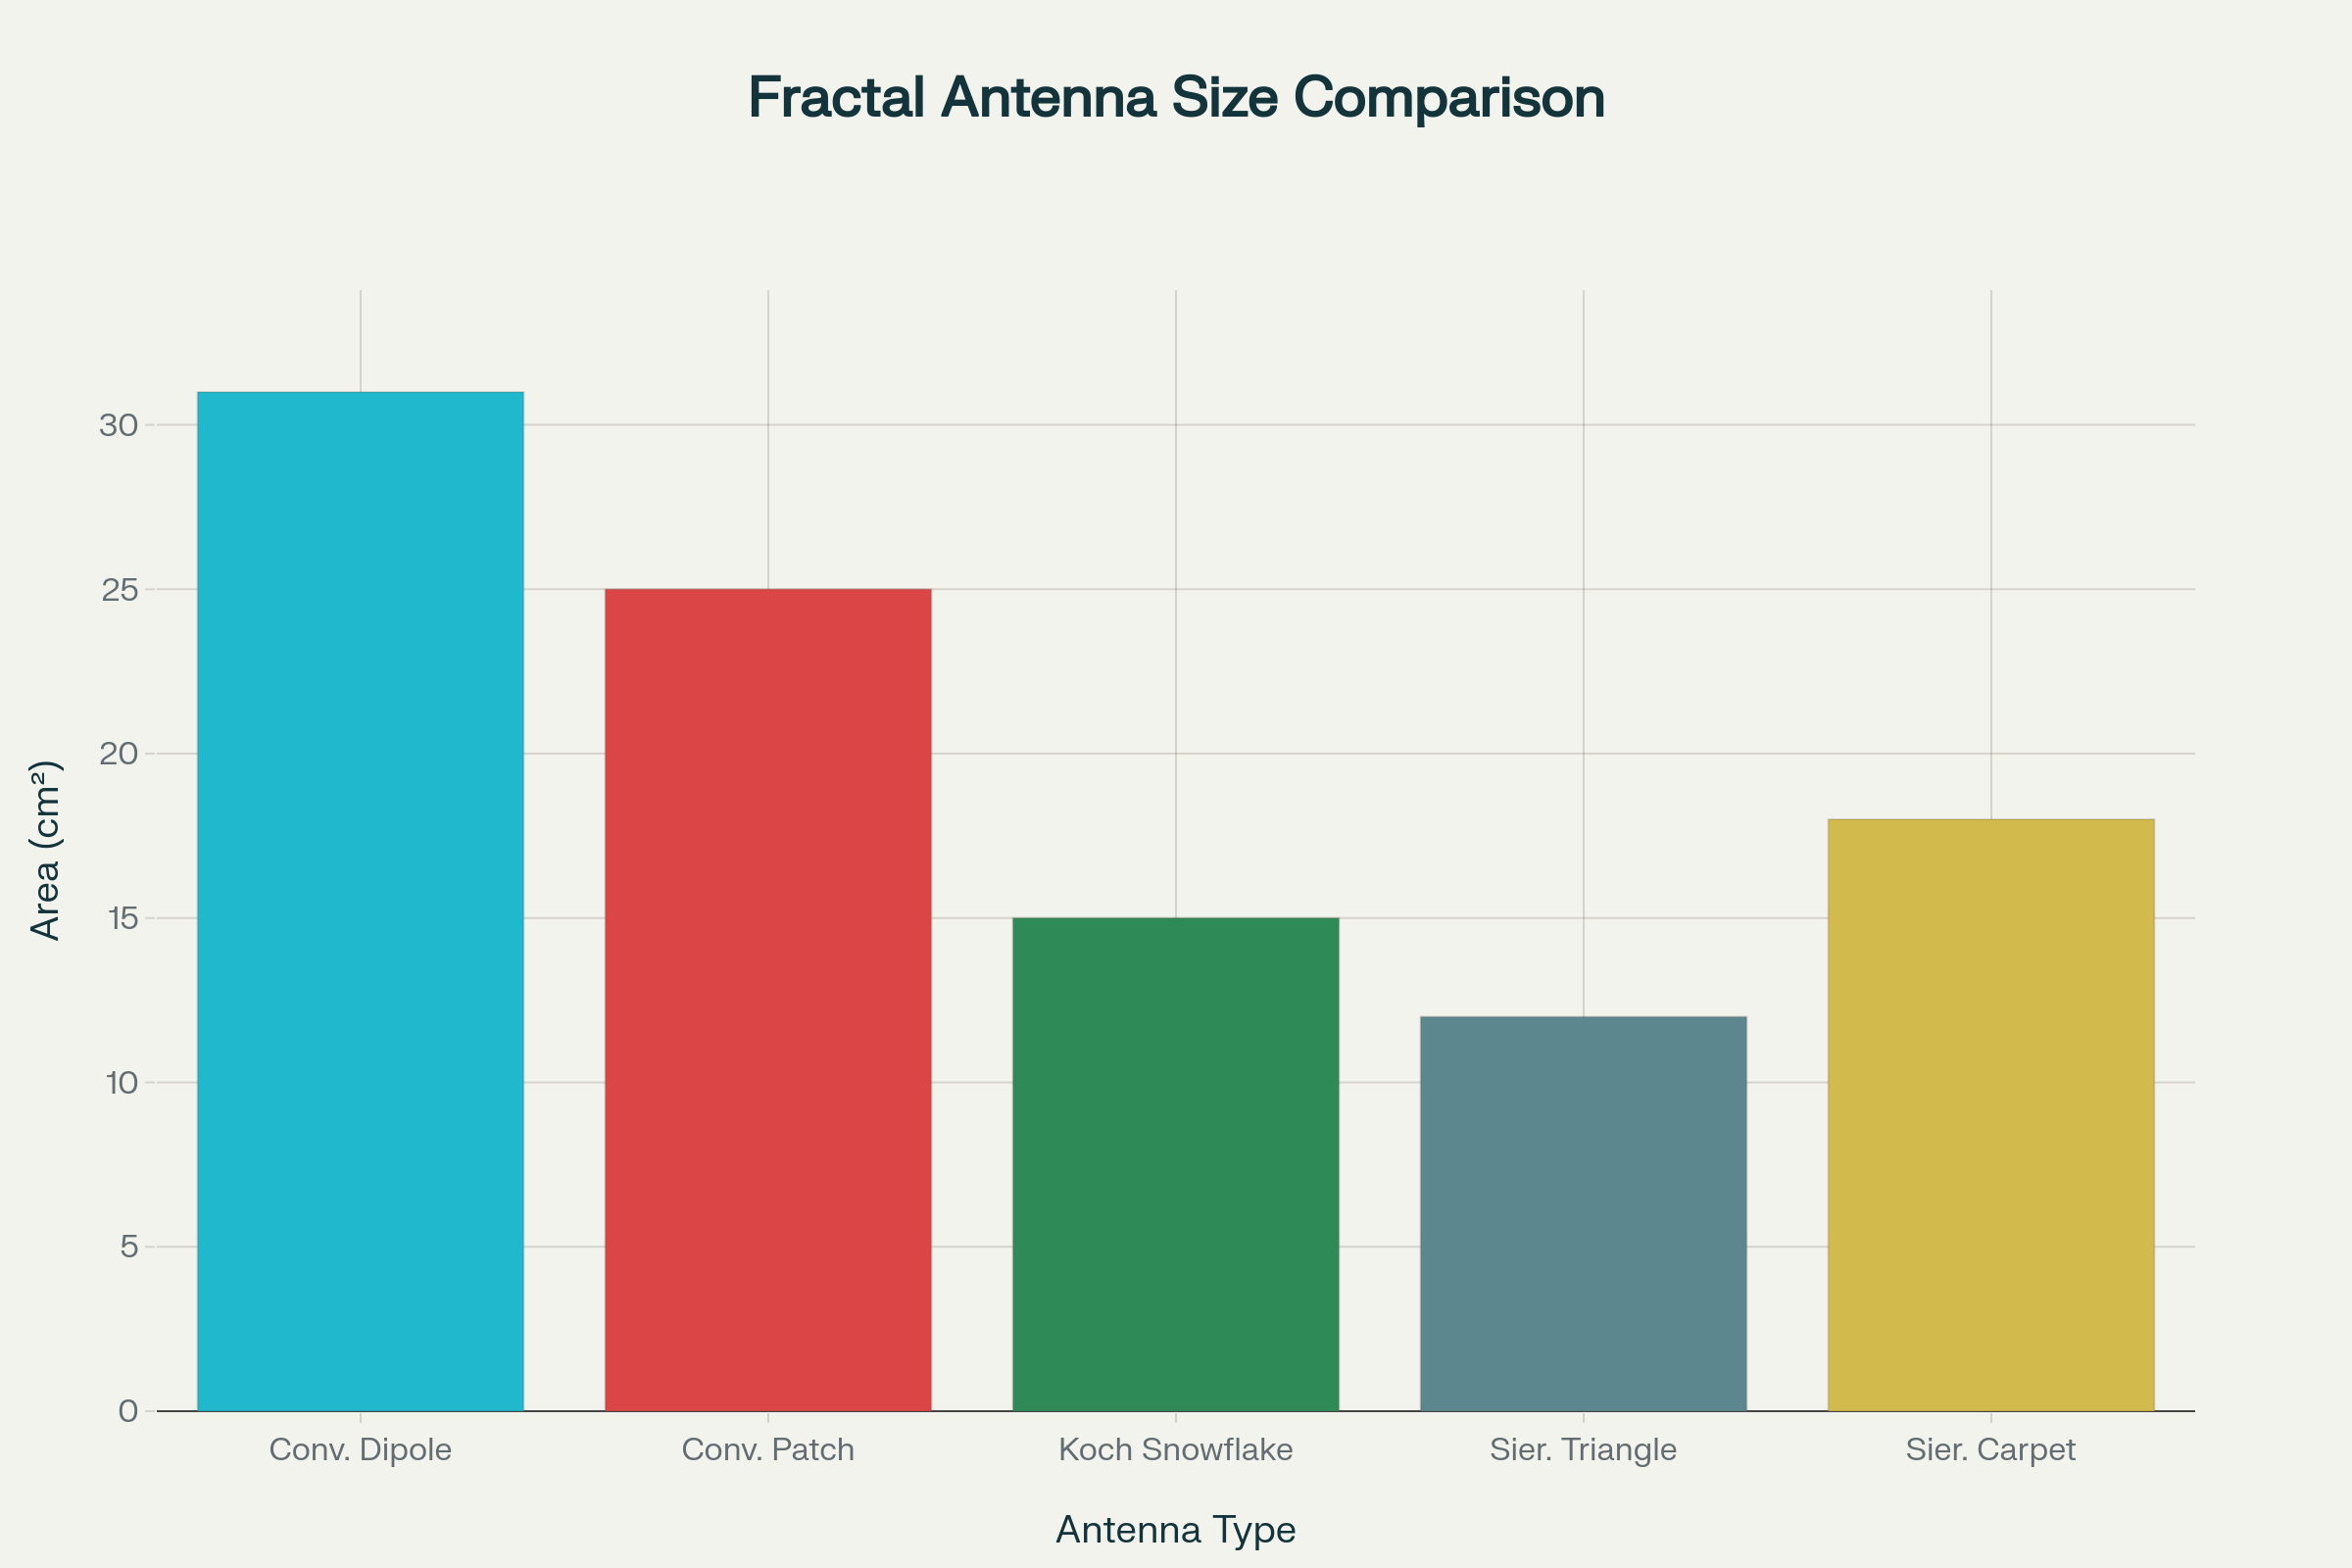 Fractal Antenna Size Comparison
Area (cm²)
30
25
20
15
10
5
0
Conv. Dipole
Conv. Patch
Koch Snowflake
Sier. Triangle
Sier. Carpet
Antenna Type